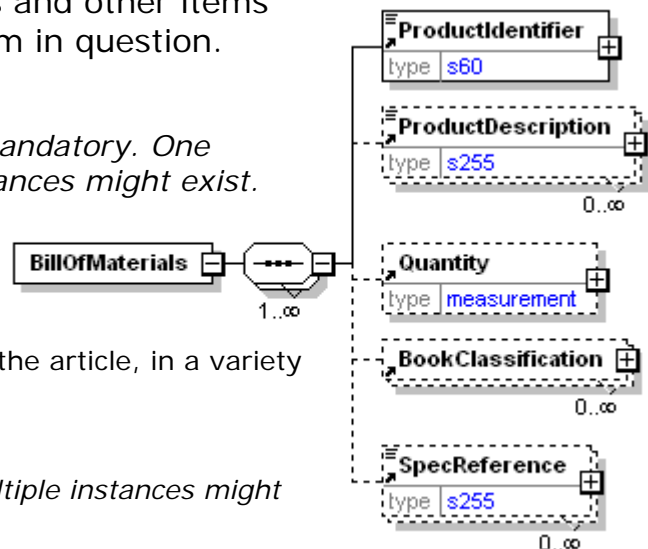 s and other items
m in question.
andatory. One
ances might exist.
the article, in a variety
ltiple instances might
BillOfMaterials
1..∞
ProductIdentifier
type s60
ProductDescription
type s255
0..∞
Quantity
type measurement
BookClassification
0..∞
SpecReference
type s255
0..∞